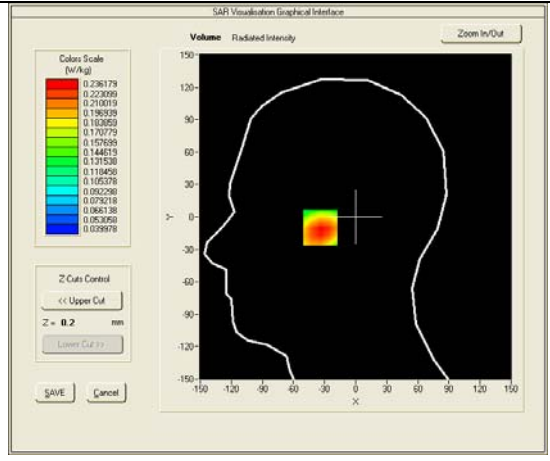 SAR Visualisation Graphical Interface
Volume Radiated Intensity
Zoom In/Out
Colors Scale
(W/kg)
0.236179
0.223099
0.210019
0.196939
0.183859
0.170779
0.157699
0.144619
0.131538
0.118458
0.105378
0.092298
0.079218
0.066138
0.053058
0.039978
Z Cuts Control
<< Upper Cut
Z = 0.2 mm
Lower Cut >>
SAVE Cancel
150
90
60
30
0
-30
-60
-90
-120
-150
Y
-150 -120 -90 -60 -30 0 30 60 90 120 150
X